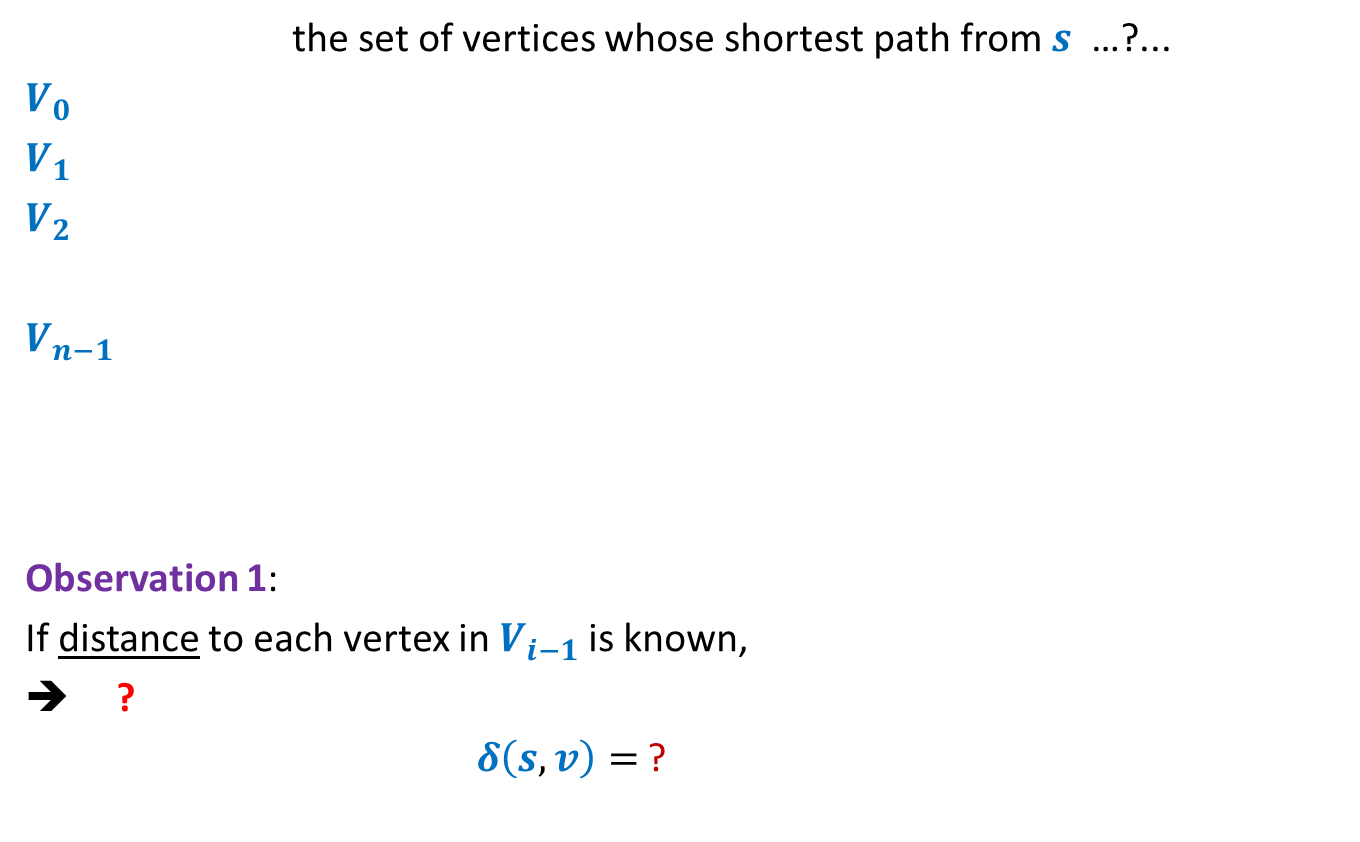 the set of vertices whose shortest path from s ...?...
V₀
V₁
V₂
Vₙ₋₁
Observation 1:
If distance to each vertex in Vᵢ₋₁ is known,
➔ ?
δ(s, v) = ?